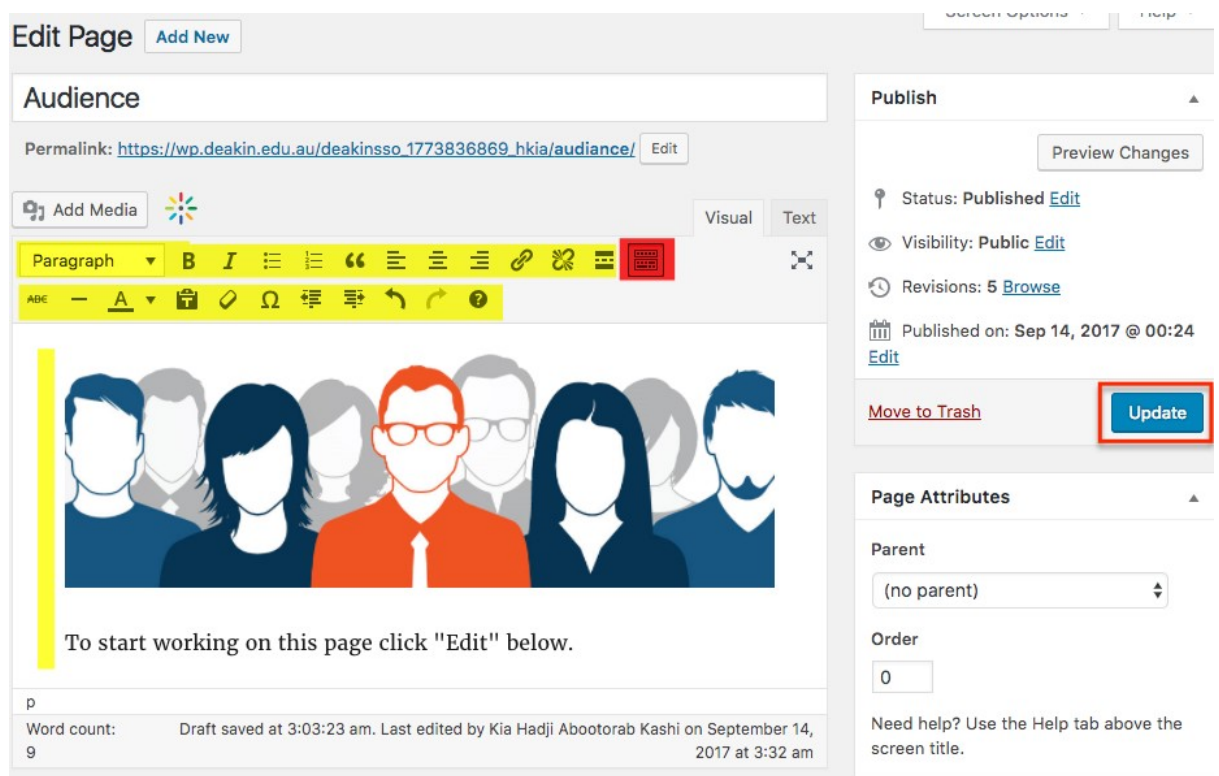 Edit Page Add New
Screen Options Help
Audience
Permalink: https://wp.deakin.edu.au/deakinsso_1773836869_hkia/audiance/ Edit
Add Media
Visual Text
Paragraph B I “ 
ABC A Ω ?
To start working on this page click "Edit" below.
p
Word count: 9
Draft saved at 3:03:23 am. Last edited by Kia Hadji Abootorab Kashi on September 14,
2017 at 3:32 am
Publish
Preview Changes
Status: Published Edit
Visibility: Public Edit
Revisions: 5 Browse
Published on: Sep 14, 2017 @ 00:24
Edit
Move to Trash Update
Page Attributes
Parent
(no parent)
Order
0
Need help? Use the Help tab above the
screen title.